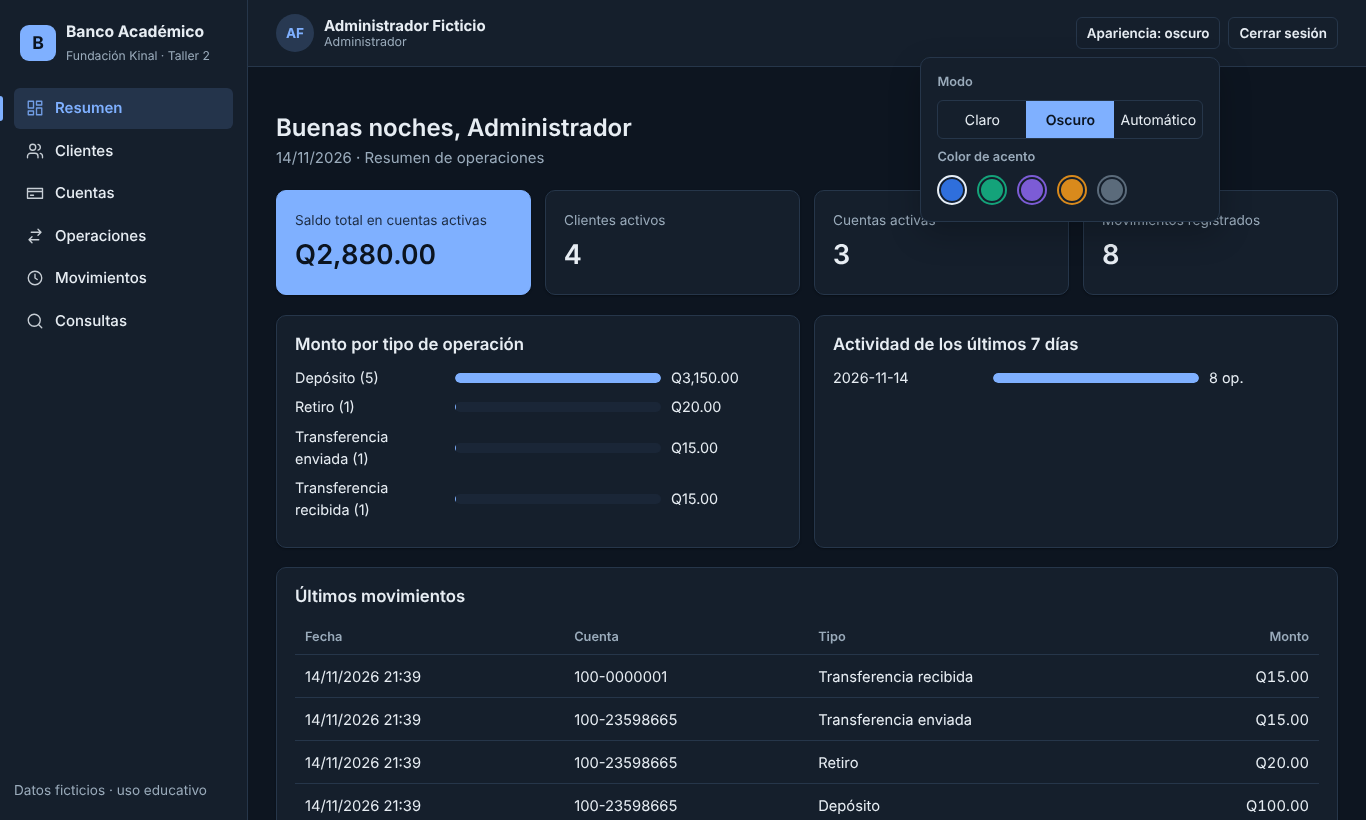 B
Banco Académico
Fundación Kinal · Taller 2
Resumen
Clientes
Cuentas
Operaciones
Movimientos
Consultas
Datos ficticios · uso educativo
AF
Administrador Ficticio
Administrador
Apariencia: oscuro
Cerrar sesión
Modo
Claro
Oscuro
Automático
Color de acento
Buenas noches, Administrador
14/11/2026 · Resumen de operaciones
Saldo total en cuentas activas
Q2,880.00
Clientes activos
4
Cuentas activas
3
Movimientos registrados
8
Monto por tipo de operación
Depósito (5) Q3,150.00
Retiro (1) Q20.00
Transferencia
enviada (1) Q15.00
Transferencia
recibida (1) Q15.00
Actividad de los últimos 7 días
2026-11-14 8 op.
Últimos movimientos
Fecha Cuenta Tipo Monto
14/11/2026 21:39 100-0000001 Transferencia recibida Q15.00
14/11/2026 21:39 100-23598665 Transferencia enviada Q15.00
14/11/2026 21:39 100-23598665 Retiro Q20.00
14/11/2026 21:39 100-23598665 Depósito Q100.00